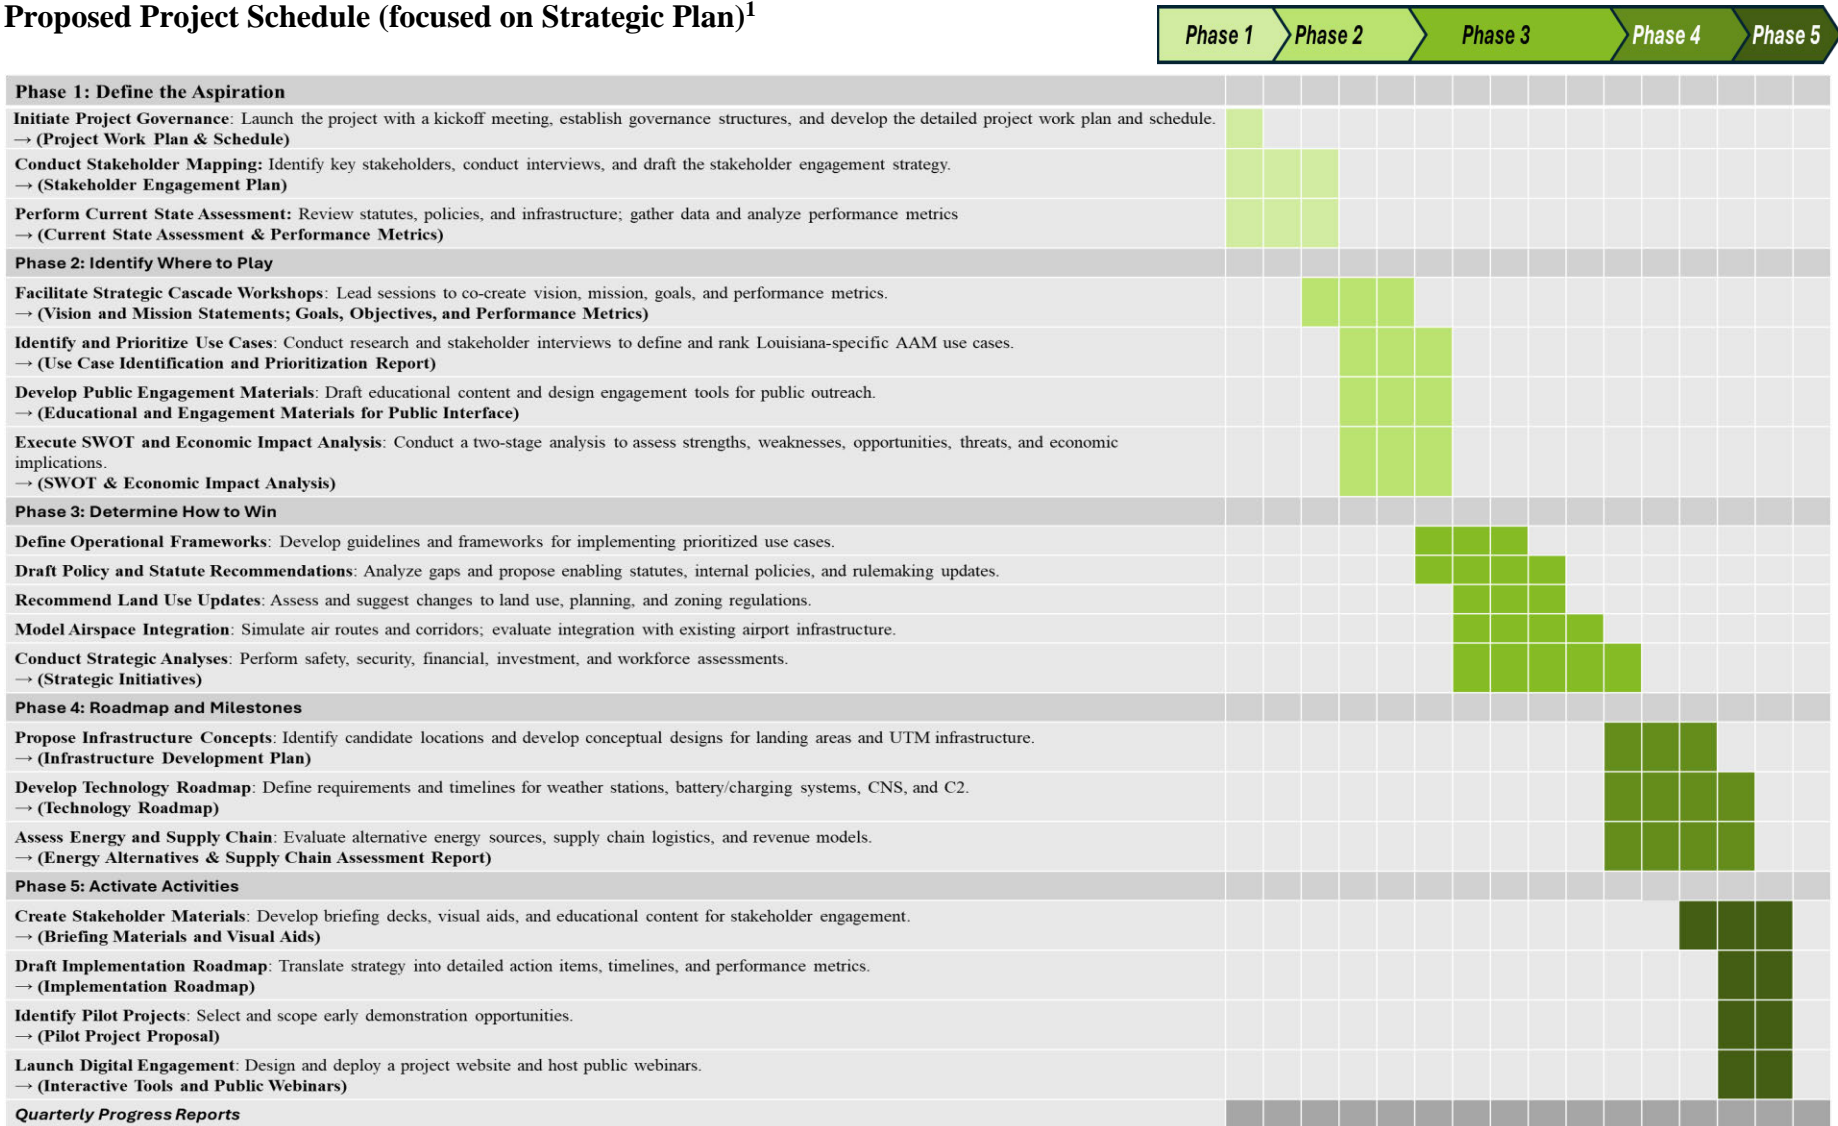 Proposed Project Schedule (focused on Strategic Plan)1
Phase 1 Phase 2 Phase 3 Phase 4 Phase 5
Phase 1: Define the Aspiration
Initiate Project Governance: Launch the project with a kickoff meeting, establish governance structures, and develop the detailed project work plan and schedule.
→ (Project Work Plan & Schedule)
Conduct Stakeholder Mapping: Identify key stakeholders, conduct interviews, and draft the stakeholder engagement strategy.
→ (Stakeholder Engagement Plan)
Perform Current State Assessment: Review statutes, policies, and infrastructure; gather data and analyze performance metrics
→ (Current State Assessment & Performance Metrics)
Phase 2: Identify Where to Play
Facilitate Strategic Cascade Workshops: Lead sessions to co-create vision, mission, goals, and performance metrics.
→ (Vision and Mission Statements; Goals, Objectives, and Performance Metrics)
Identify and Prioritize Use Cases: Conduct research and stakeholder interviews to define and rank Louisiana-specific AAM use cases.
→ (Use Case Identification and Prioritization Report)
Develop Public Engagement Materials: Draft educational content and design engagement tools for public outreach.
→ (Educational and Engagement Materials for Public Interface)
Execute SWOT and Economic Impact Analysis: Conduct a two-stage analysis to assess strengths, weaknesses, opportunities, threats, and economic
implications.
→ (SWOT & Economic Impact Analysis)
Phase 3: Determine How to Win
Define Operational Frameworks: Develop guidelines and frameworks for implementing prioritized use cases.
Draft Policy and Statute Recommendations: Analyze gaps and propose enabling statutes, internal policies, and rulemaking updates.
Recommend Land Use Updates: Assess and suggest changes to land use, planning, and zoning regulations.
Model Airspace Integration: Simulate air routes and corridors; evaluate integration with existing airport infrastructure.
Conduct Strategic Analyses: Perform safety, security, financial, investment, and workforce assessments.
→ (Strategic Initiatives)
Phase 4: Roadmap and Milestones
Propose Infrastructure Concepts: Identify candidate locations and develop conceptual designs for landing areas and UTM infrastructure.
→ (Infrastructure Development Plan)
Develop Technology Roadmap: Define requirements and timelines for weather stations, battery/charging systems, CNS, and C2.
→ (Technology Roadmap)
Assess Energy and Supply Chain: Evaluate alternative energy sources, supply chain logistics, and revenue models.
→ (Energy Alternatives & Supply Chain Assessment Report)
Phase 5: Activate Activities
Create Stakeholder Materials: Develop briefing decks, visual aids, and educational content for stakeholder engagement.
→ (Briefing Materials and Visual Aids)
Draft Implementation Roadmap: Translate strategy into detailed action items, timelines, and performance metrics.
→ (Implementation Roadmap)
Identify Pilot Projects: Select and scope early demonstration opportunities.
→ (Pilot Project Proposal)
Launch Digital Engagement: Design and deploy a project website and host public webinars.
→ (Interactive Tools and Public Webinars)
Quarterly Progress Reports